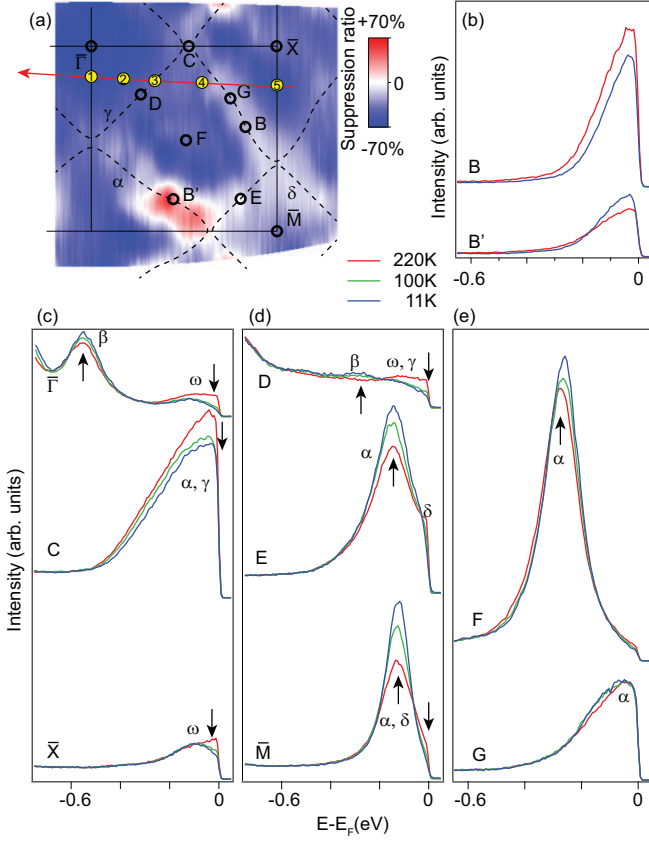 (a)
+70%
0
-70%
Suppression ratio
Γ̄
C
X̄
1
2
3
4
5
D
G
γ
B
F
α
B'
E
δ
M̄
(b)
Intensity (arb. units)
B
B'
-0.6
0
220K
100K
11K
(c)
β
Γ̄
ω
α, γ
C
ω
X̄
-0.6
0
Intensity (arb. units)
(d)
D
β
ω, γ
α
δ
E
α, δ
M̄
-0.6
0
E-E_F(eV)
(e)
α
F
α
G
-0.6
0